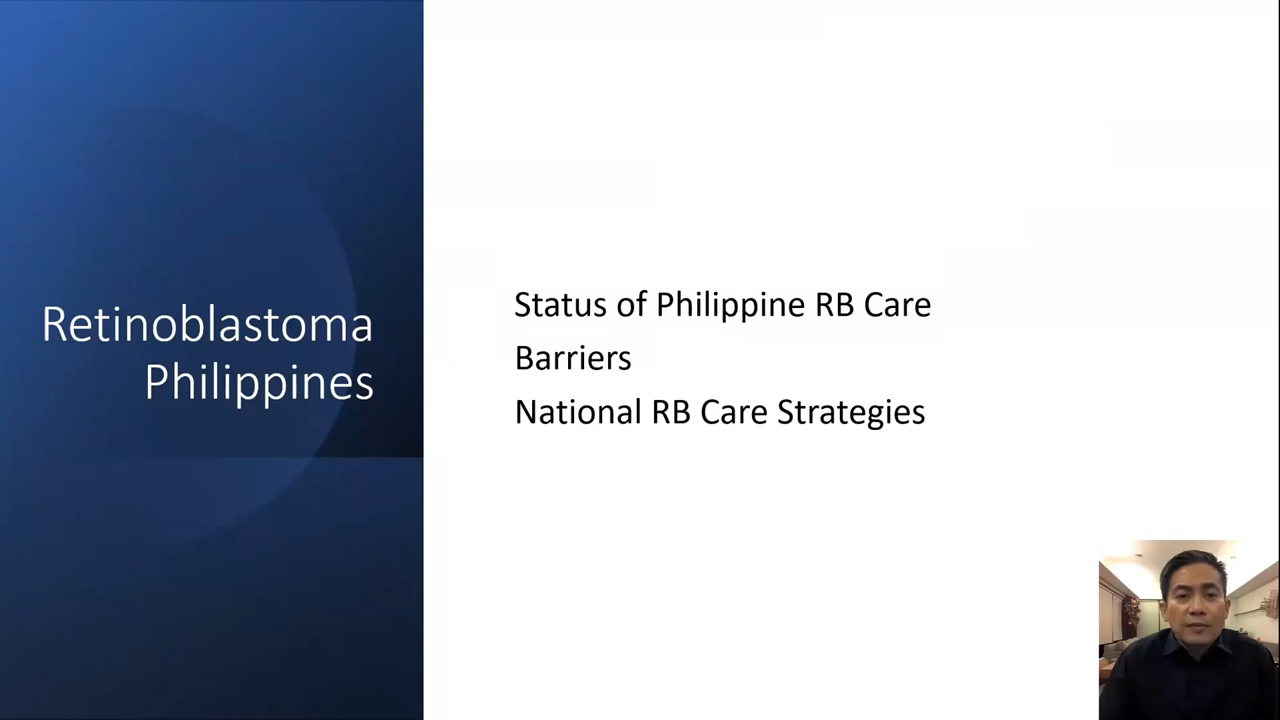 Retinoblastoma
Philippines
Status of Philippine RB Care
Barriers
National RB Care Strategies